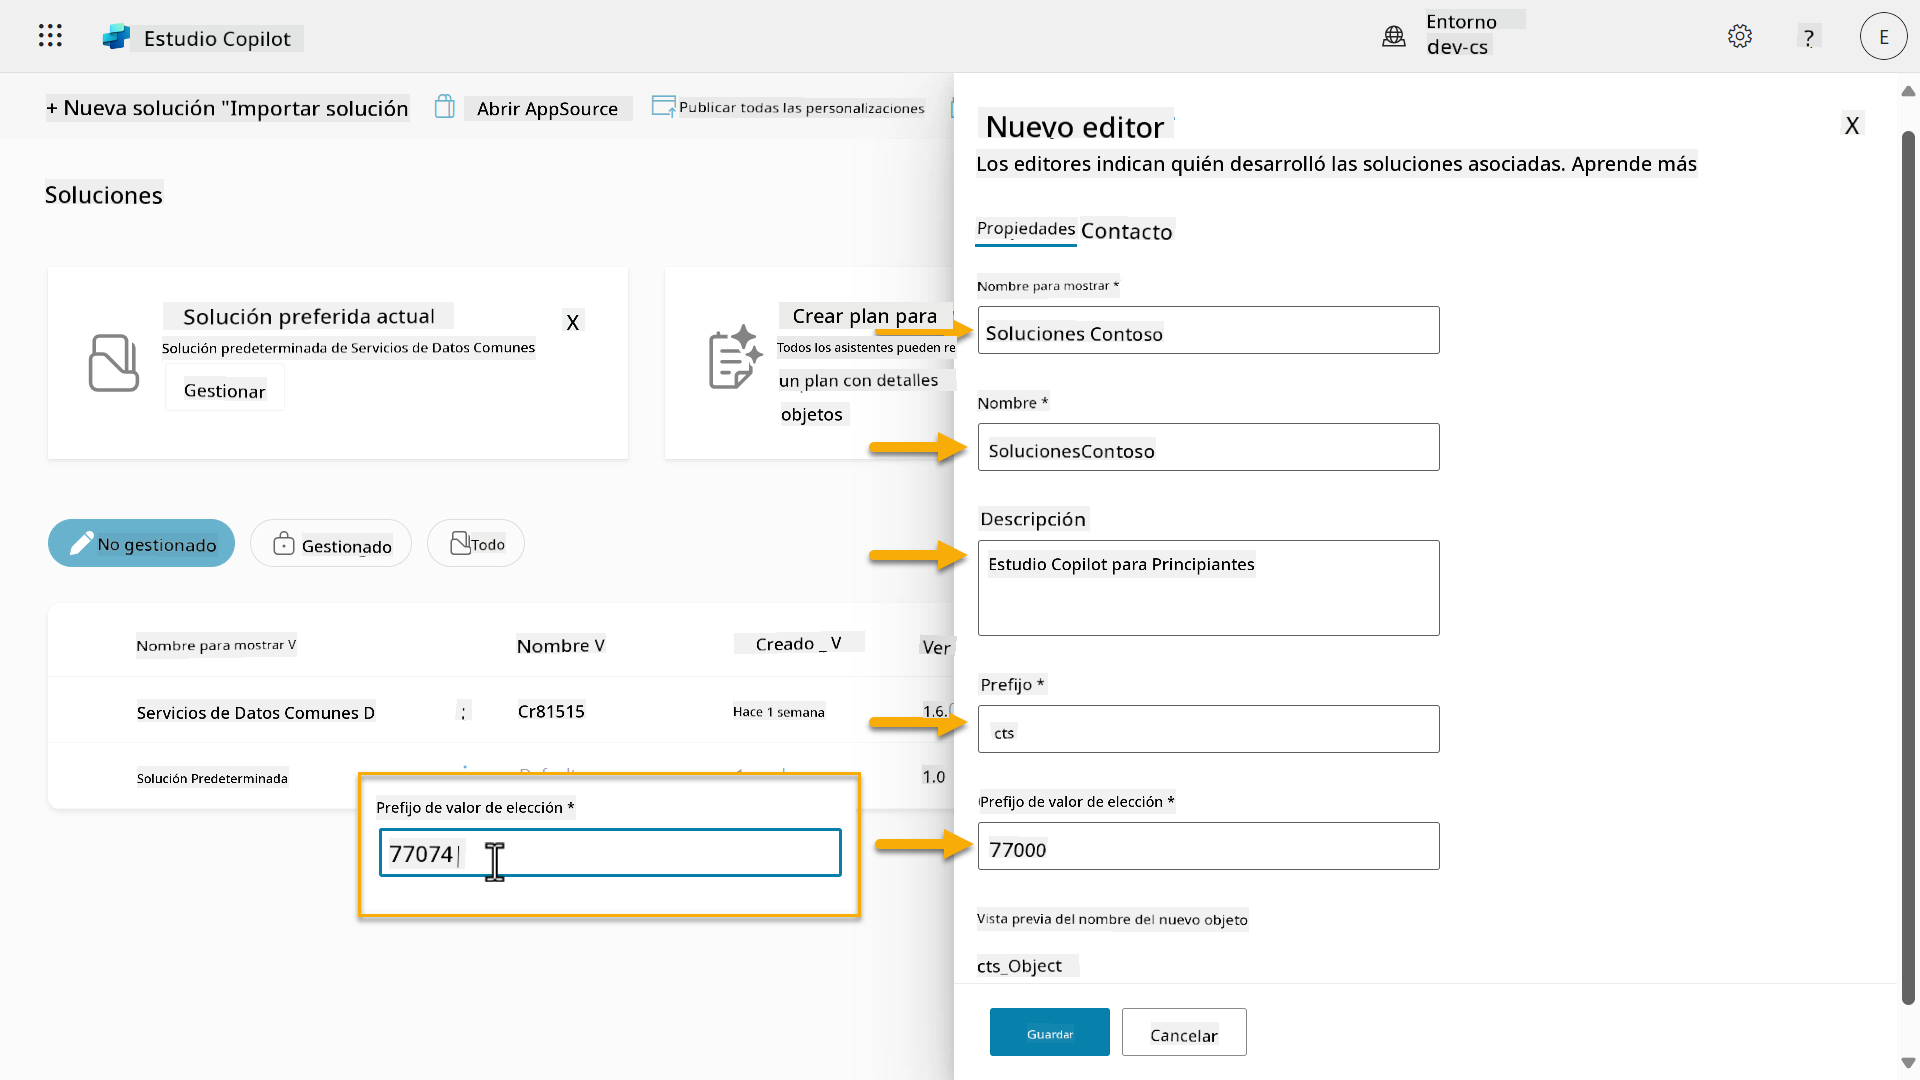 Estudio Copilot
Entorno
dev-cs
?
E
+ Nueva solución "Importar solución
Abrir AppSource
Publicar todas las personalizaciones
Soluciones
Solución preferida actual
X
Solución predeterminada de Servicios de Datos Comunes
Gestionar
Crear plan para
Todos los asistentes pueden re
un plan con detalles
objetos
No gestionado
Gestionado
Todo
Nombre para mostrar V
Nombre V
Creado _ V
Ver
Servicios de Datos Comunes D
:
Cr81515
Hace 1 semana
1.6.
Solución Predeterminada
1.0
Prefijo de valor de elección *
77074
Nuevo editor
X
Los editores indican quién desarrolló las soluciones asociadas. Aprende más
Propiedades
Contacto
Nombre para mostrar *
Soluciones Contoso
Nombre *
SolucionesContoso
Descripción
Estudio Copilot para Principiantes
Prefijo *
cts
Prefijo de valor de elección *
77000
Vista previa del nombre del nuevo objeto
cts_Object
Guardar
Cancelar